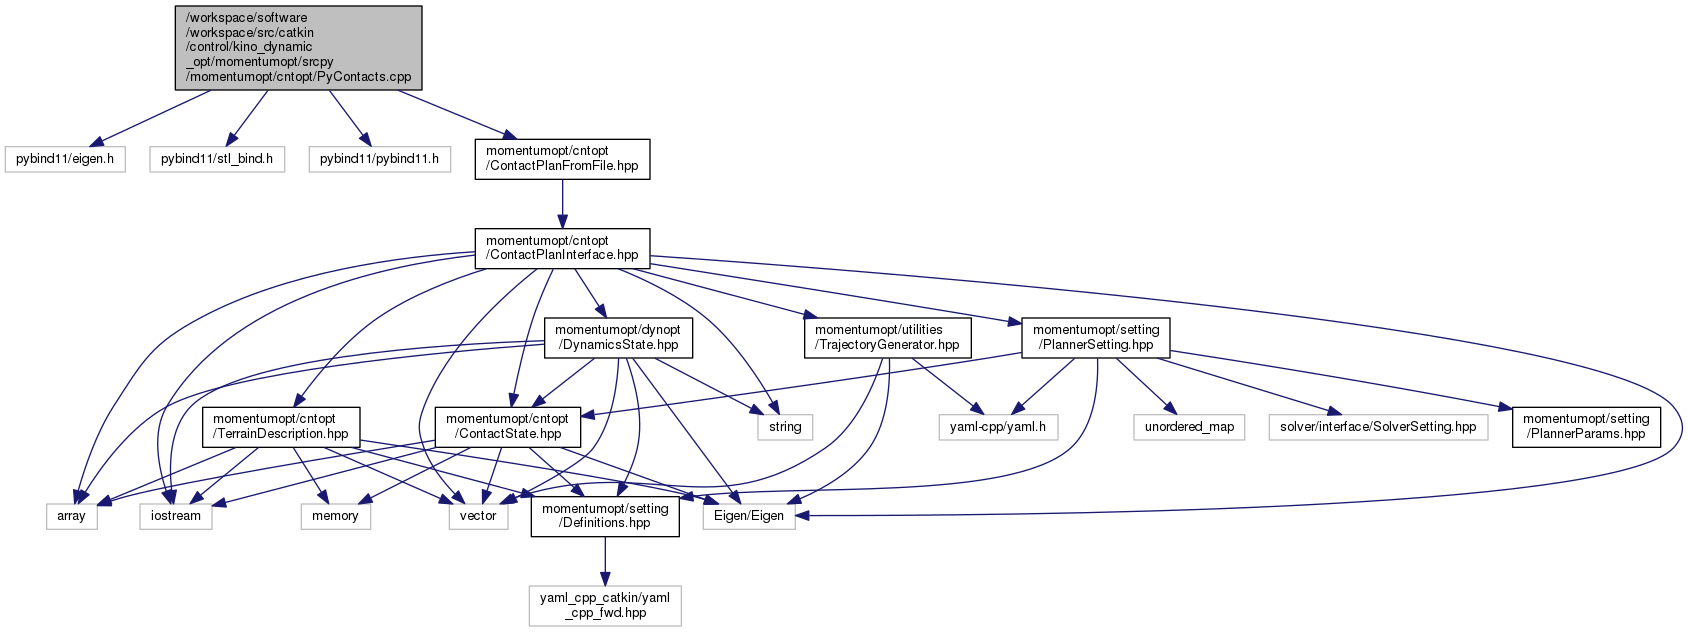 /workspace/software
/workspace/src/catkin
/control/kino_dynamic
_opt/momentumopt/srcpy
/momentumopt/cntopt/PyContacts.cpp
pybind11/eigen.h
pybind11/stl_bind.h
pybind11/pybind11.h
momentumopt/cntopt
/ContactPlanFromFile.hpp
momentumopt/cntopt
/ContactPlanInterface.hpp
momentumopt/dynopt
/DynamicsState.hpp
momentumopt/utilities
/TrajectoryGenerator.hpp
momentumopt/setting
/PlannerSetting.hpp
momentumopt/cntopt
/TerrainDescription.hpp
momentumopt/cntopt
/ContactState.hpp
string
yaml-cpp/yaml.h
unordered_map
solver/interface/SolverSetting.hpp
momentumopt/setting
/PlannerParams.hpp
array
iostream
memory
vector
momentumopt/setting
/Definitions.hpp
Eigen/Eigen
yaml_cpp_catkin/yaml
_cpp_fwd.hpp